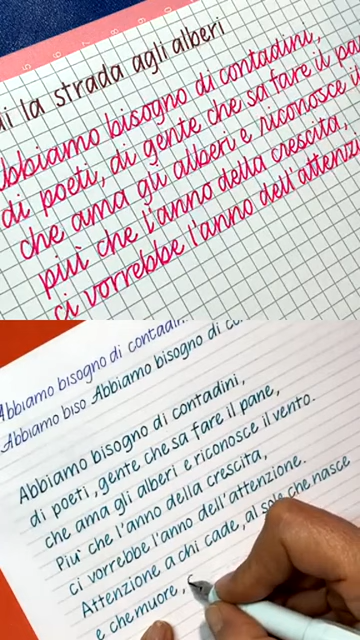 la strada agli alberi
Abbiamo bisogno di contadini,
di poeti, di gente che sa fare il
che ama gli alberi e riconosce il
più che l'anno della crescita,
ci vorrebbe l'anno dell'attenzi
Abbiamo bisogno di contadin
Abbiamo biso Abbiamo bisogno di co
Abbiamo bisogno di contadini,
di poeti, gente che sa fare il pane,
che ama gli alberi e riconosce il vento.
Piu' che l'anno della crescita,
ci vorrebbe l'anno dell'attenzione.
Attenzione a chi cade, al sole che nasce
e che muore,